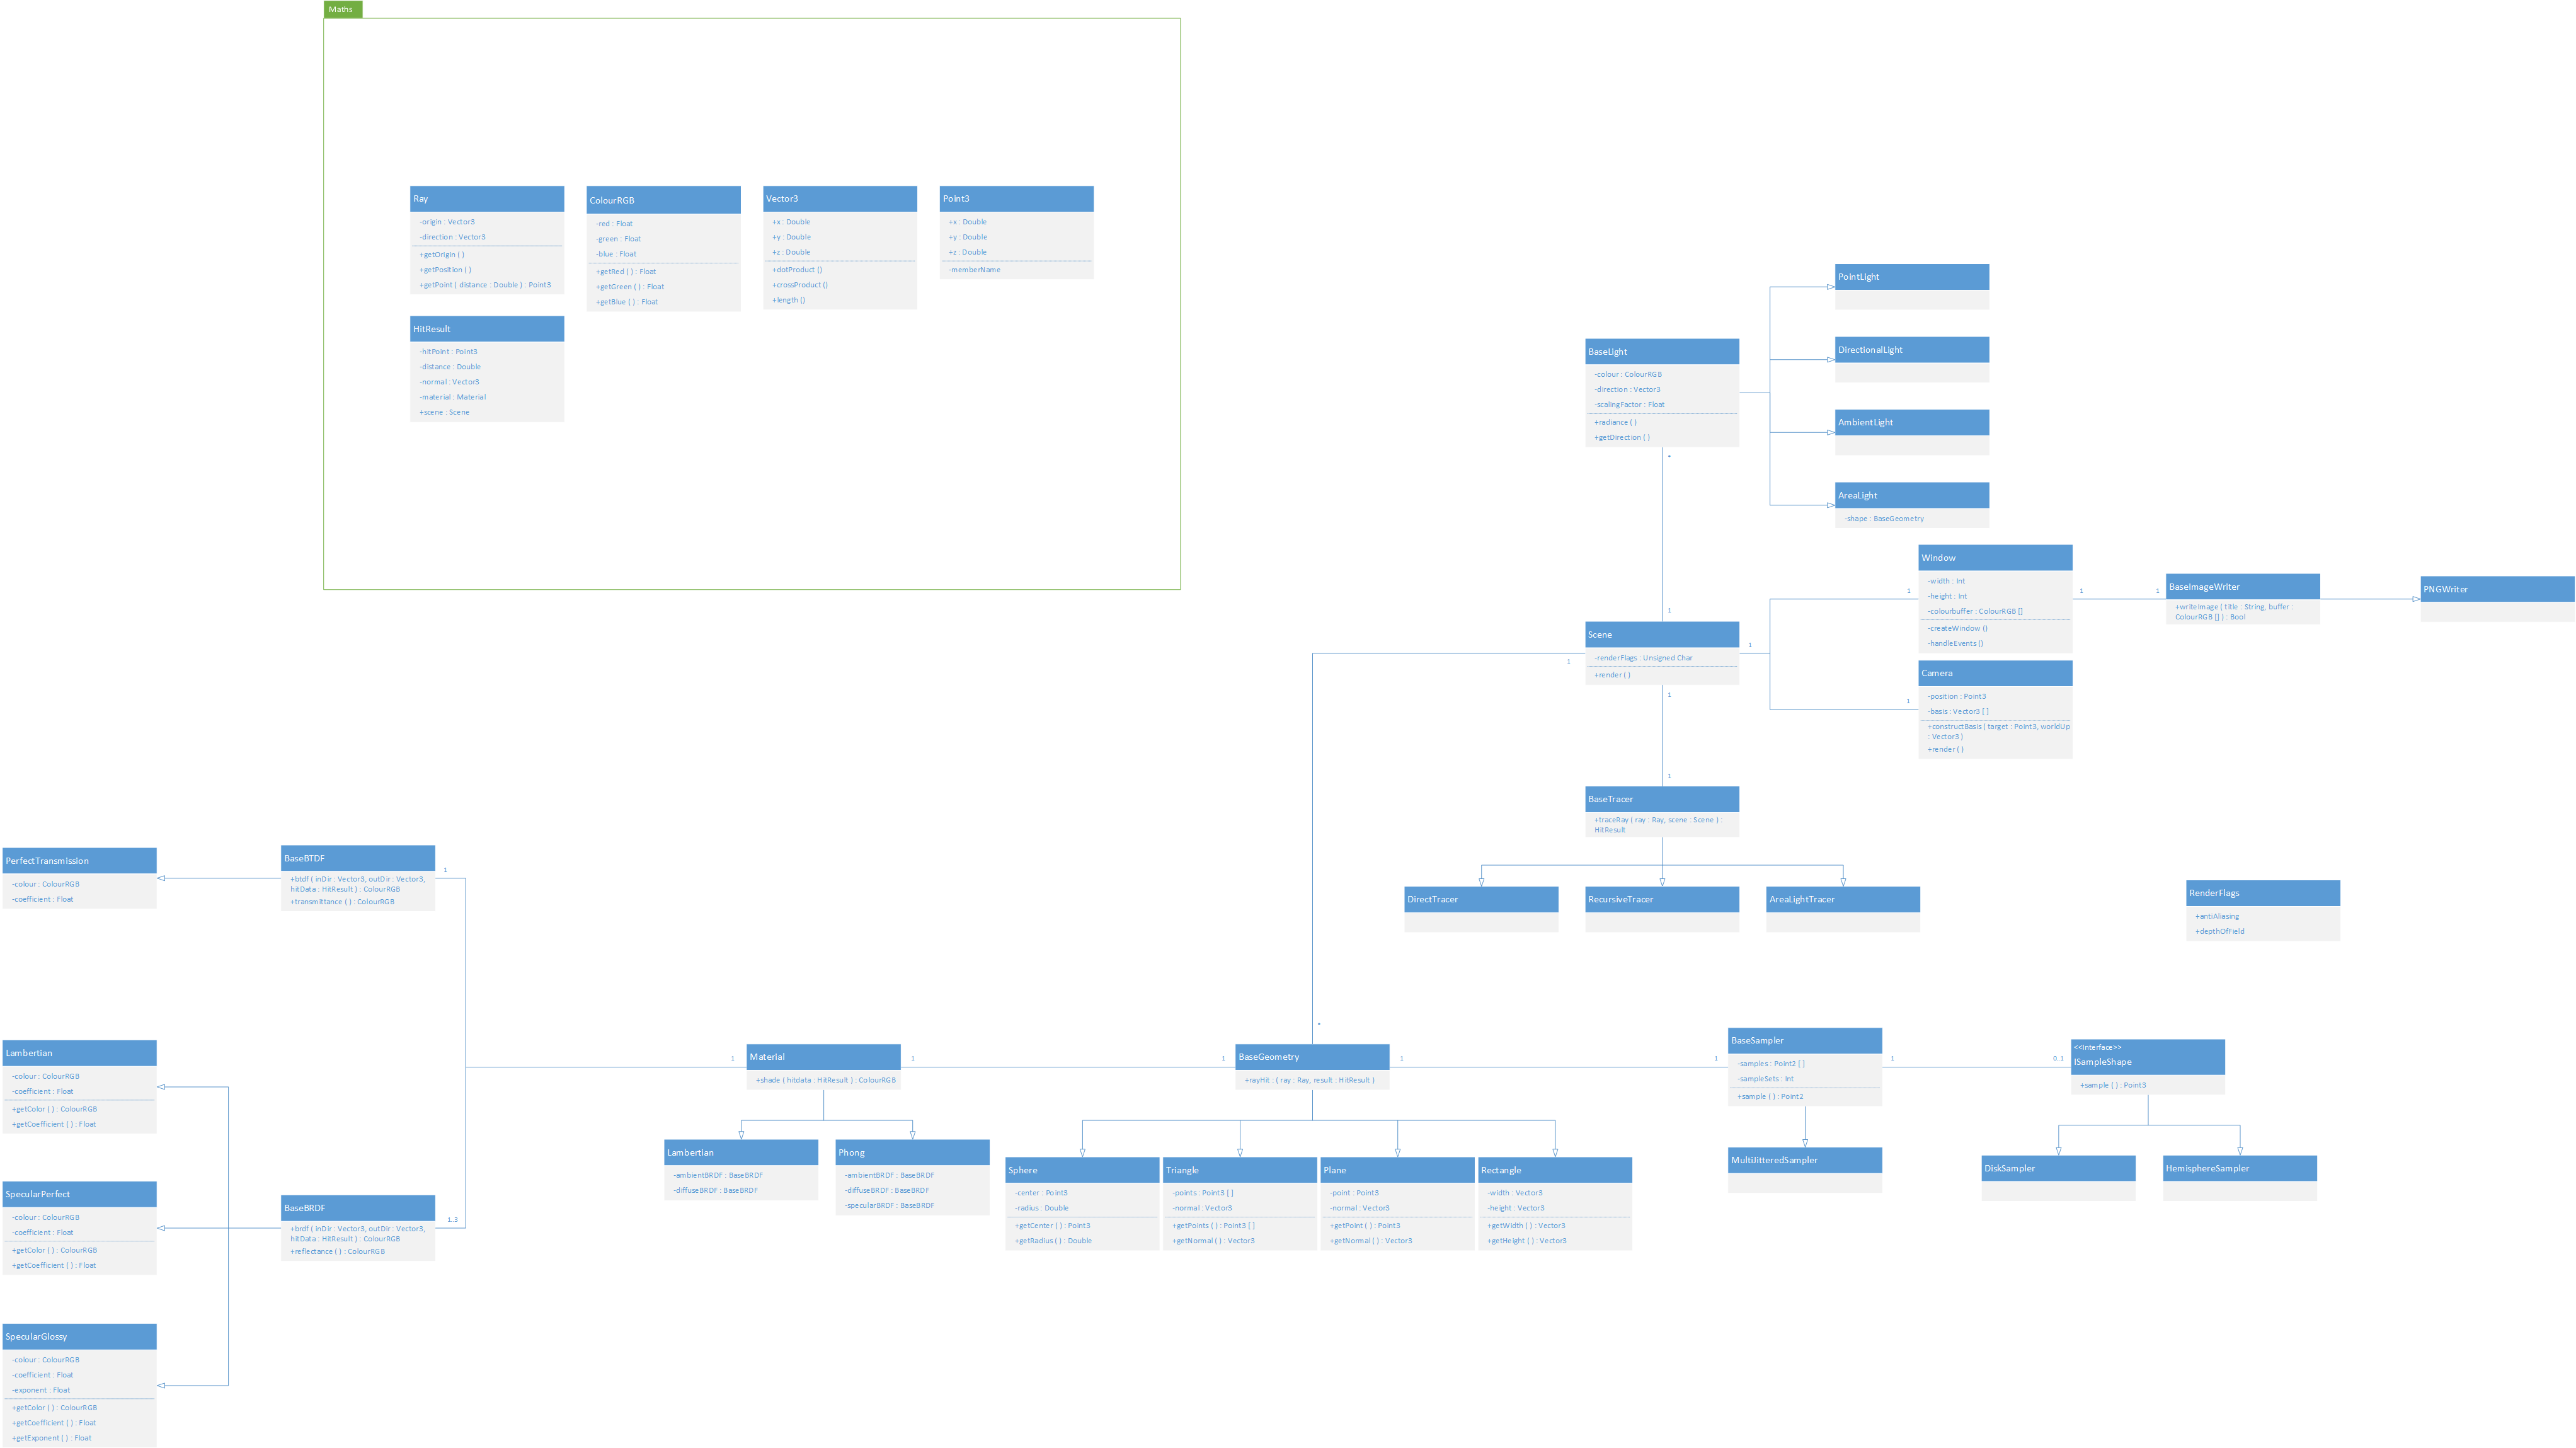 Maths
Ray
-origin : Vector3
-direction : Vector3
+getOrigin ( )
+getPosition ( )
+getPoint ( distance : Double ) : Point3
ColourRGB
-red : Float
-green : Float
-blue : Float
+getRed ( ) : Float
+getGreen ( ) : Float
+getBlue ( ) : Float
Vector3
+x : Double
+y : Double
+z : Double
+dotProduct ()
+crossProduct ()
+length ()
Point3
+x : Double
+y : Double
+z : Double
-memberName
HitResult
-hitPoint : Point3
-distance : Double
-normal : Vector3
-material : Material
+scene : Scene
BaseLight
-colour : ColourRGB
-direction : Vector3
-scalingFactor : Float
+radiance ( )
+getDirection ( )
*
1
PointLight
DirectionalLight
AmbientLight
AreaLight
-shape : BaseGeometry
Scene
-renderFlags : Unsigned Char
+render ( )
1
1
1
1
Window
-width : Int
-height : Int
-colourbuffer : ColourRGB []
-createWindow ()
-handleEvents ()
1
1
1
BaseImageWriter
+writeImage ( title : String, buffer :
ColourRGB [] ) : Bool
PNGWriter
Camera
-position : Point3
-basis : Vector3 [ ]
+constructBasis ( target : Point3, worldUp
: Vector3 )
+render ( )
1
BaseTracer
+traceRay ( ray : Ray, scene : Scene ) :
HitResult
DirectTracer
RecursiveTracer
AreaLightTracer
RenderFlags
+antiAliasing
+depthOfField
PerfectTransmission
-colour : ColourRGB
-coefficient : Float
BaseBTDF
+btdf ( inDir : Vector3, outDir : Vector3,
hitData : HitResult ) : ColourRGB
+transmittance ( ) : ColourRGB
1
Lambertian
-colour : ColourRGB
-coefficient : Float
+getColor ( ) : ColourRGB
+getCoefficient ( ) : Float
SpecularPerfect
-colour : ColourRGB
-coefficient : Float
+getColor ( ) : ColourRGB
+getCoefficient ( ) : Float
BaseBRDF
+brdf ( inDir : Vector3, outDir : Vector3,
hitData : HitResult ) : ColourRGB
+reflectance ( ) : ColourRGB
1..3
SpecularGlossy
-colour : ColourRGB
-coefficient : Float
-exponent : Float
+getColor ( ) : ColourRGB
+getCoefficient ( ) : Float
+getExponent ( ) : Float
1
Material
+shade ( hitdata : HitResult ) : ColourRGB
1
Lambertian
-ambientBRDF : BaseBRDF
-diffuseBRDF : BaseBRDF
Phong
-ambientBRDF : BaseBRDF
-diffuseBRDF : BaseBRDF
-specularBRDF : BaseBRDF
*
1
BaseGeometry
+rayHit : ( ray : Ray, result : HitResult )
1
Sphere
-center : Point3
-radius : Double
+getCenter ( ) : Point3
+getRadius ( ) : Double
Triangle
-points : Point3 [ ]
-normal : Vector3
+getPoints ( ) : Point3 [ ]
+getNormal ( ) : Vector3
Plane
-point : Point3
-normal : Vector3
+getPoint ( ) : Point3
+getNormal ( ) : Vector3
Rectangle
-width : Vector3
-height : Vector3
+getWidth ( ) : Vector3
+getHeight ( ) : Vector3
1
BaseSampler
-samples : Point2 [ ]
-sampleSets : Int
+sample ( ) : Point2
1
MultiJitteredSampler
0..1
<<Interface>>
ISampleShape
+sample ( ) : Point3
DiskSampler
HemisphereSampler